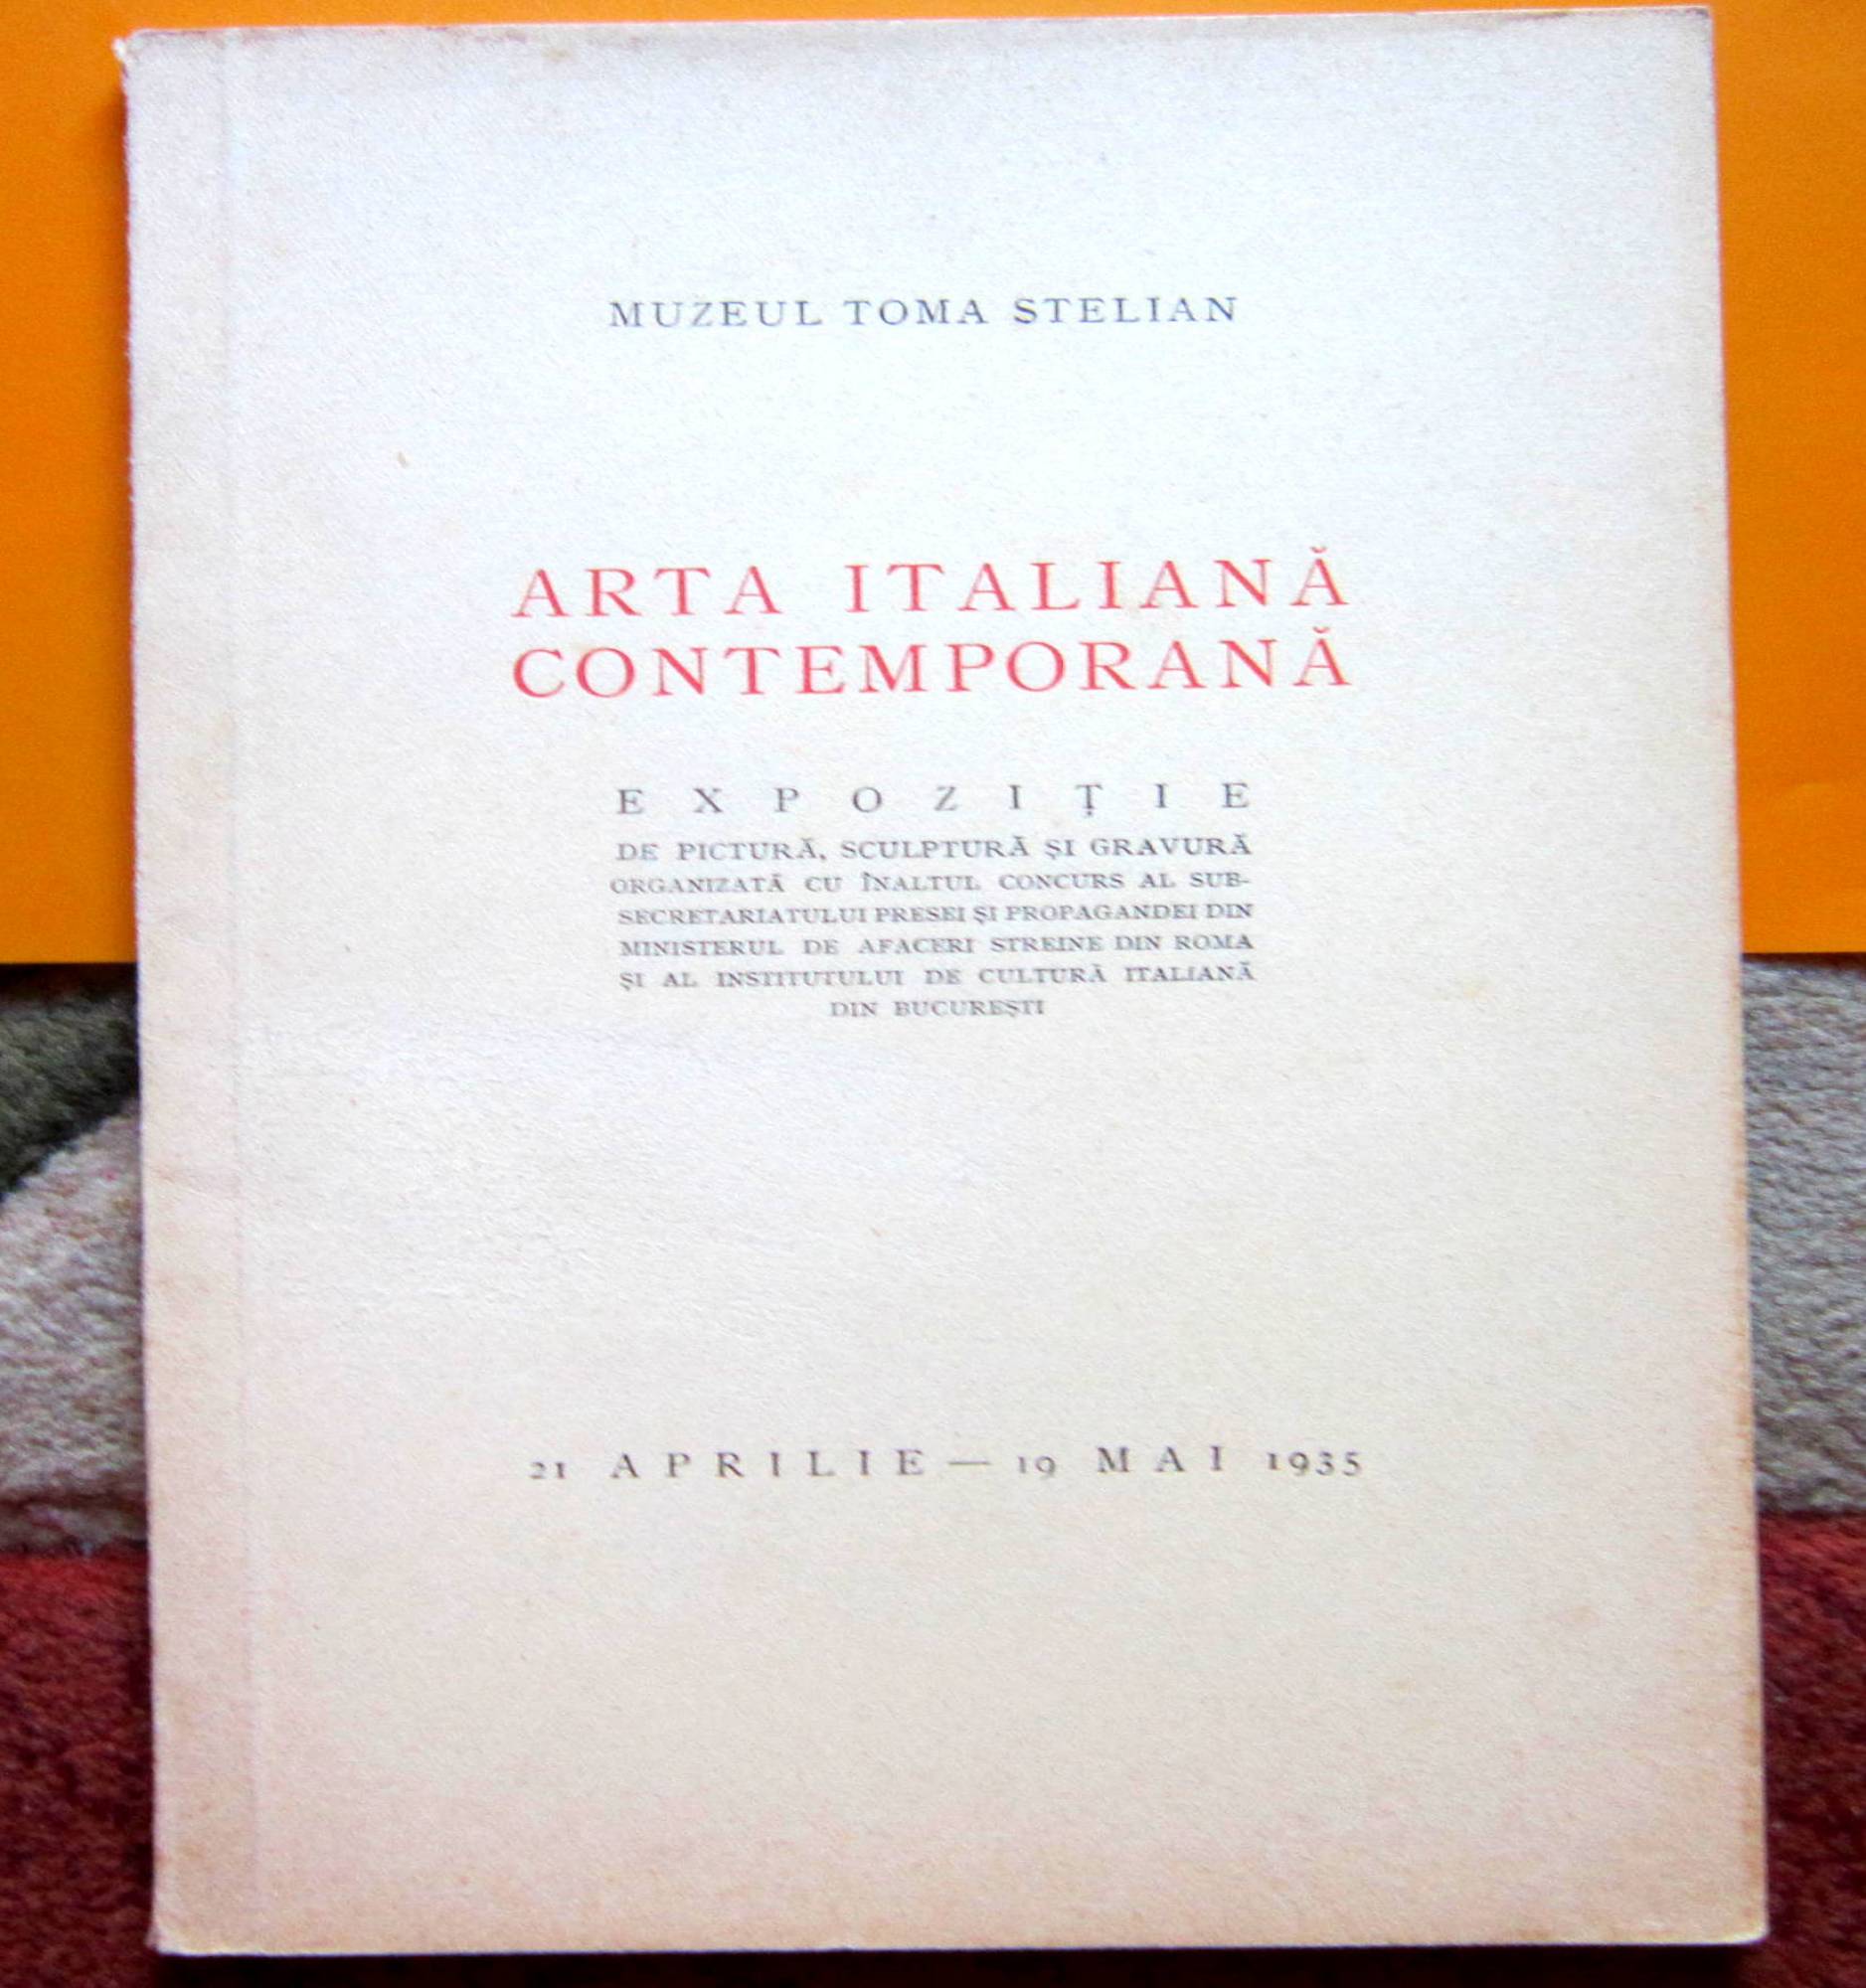 MUZEUL TOMA STELIAN
ARTA ITALIANĂ
CONTEMPORANĂ
EXPOZIȚIE
DE PICTURĂ, SCULPTURĂ ȘI GRAVURĂ
ORGANIZATĂ CU ÎNALTUL CONCURS AL SUB-
SECRETARIATULUI PRESEI ȘI PROPAGANDEI DIN
MINISTERUL DE AFACERI STREINE DIN ROMA
ȘI AL INSTITUTULUI DE CULTURĂ ITALIANĂ
DIN BUCUREȘTI
21 APRILIE — 19 MAI 1935